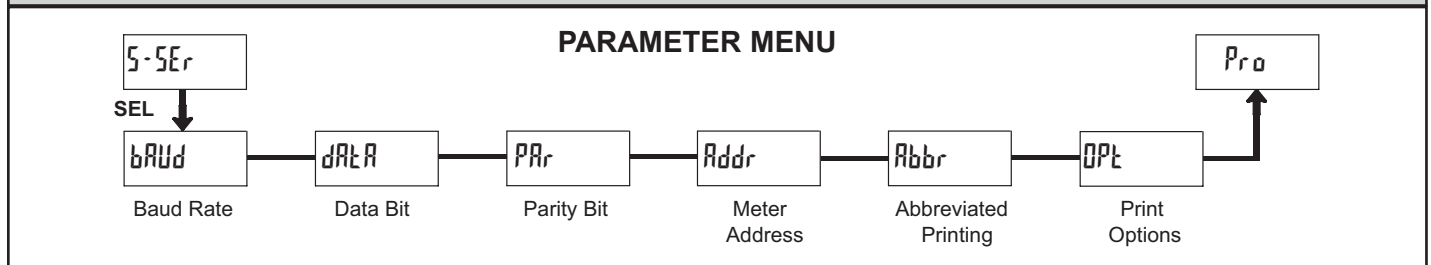 PARAMETER MENU
5-SEr
Pro
SEL
bAUd
dAtA
PAr
Addr
Abbr
OPt
Baud Rate
Data Bit
Parity Bit
Meter
Address
Abbreviated
Printing
Print
Options